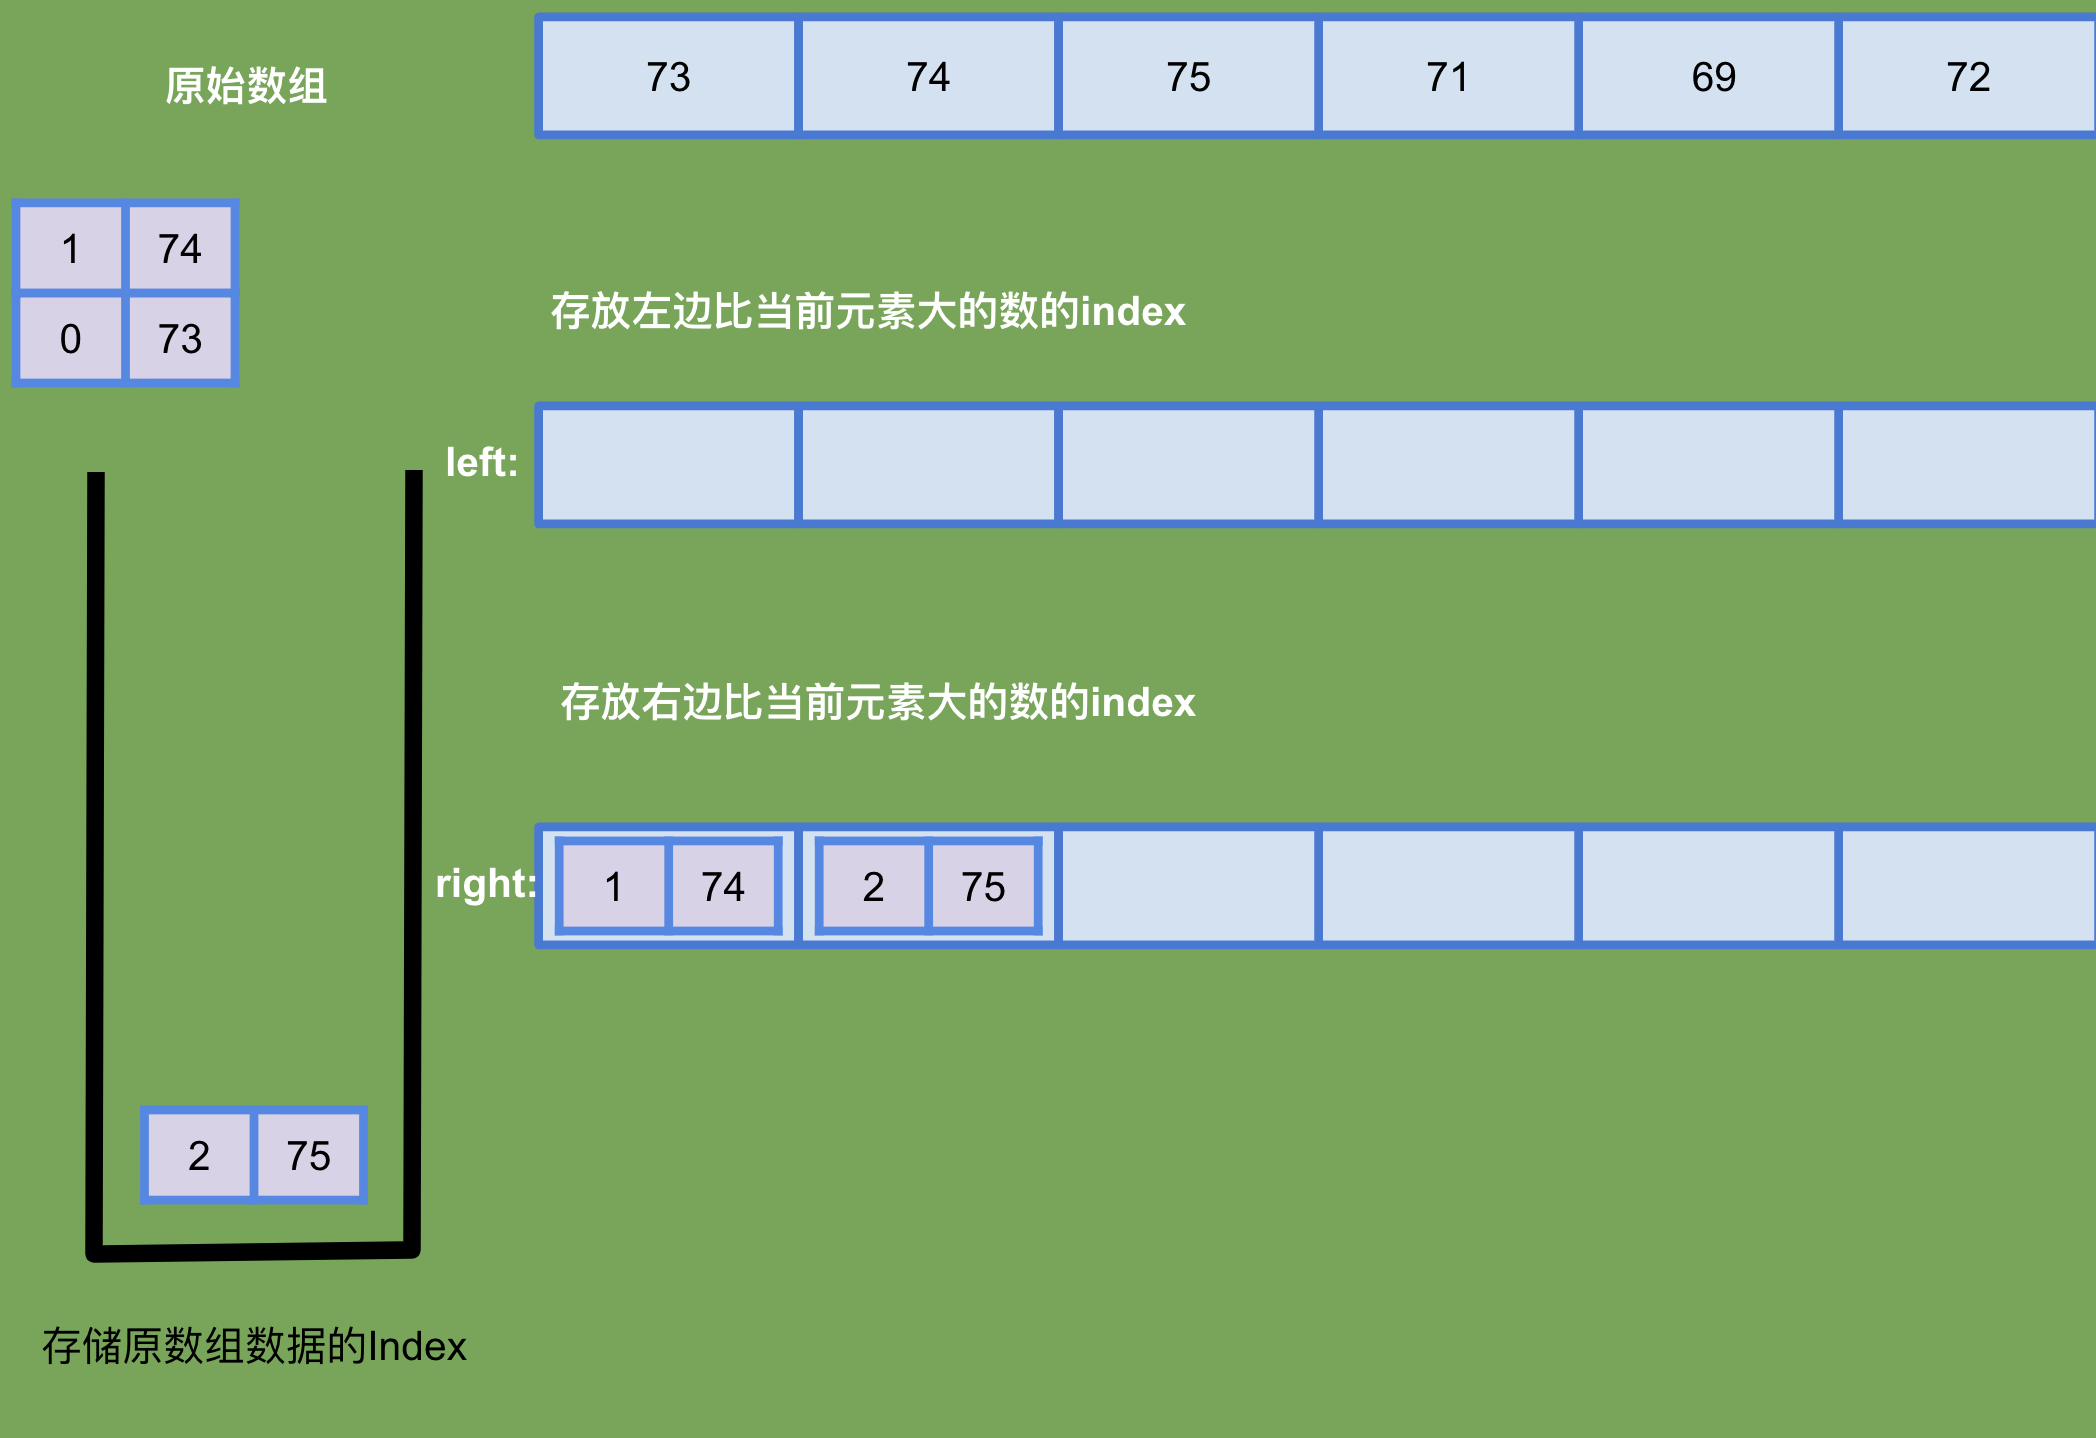 原始数组
73 74 75 71 69 72
1 74
0 73
存放左边比当前元素大的数的index
left:
存放右边比当前元素大的数的index
right: 1 74 2 75
2 75
存储原数组数据的Index